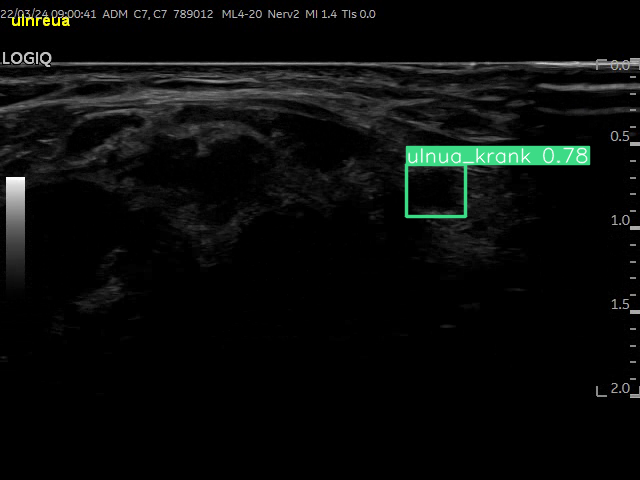 22/03/24 09:00:41 ADM C7, C7 789012 ML4-20 Nerv2 MI 1.4 TIs 0.0
uinreua
LOGIQ
0.0
0.5
ulnua_krank 0.78
1.0
1.5
2.0